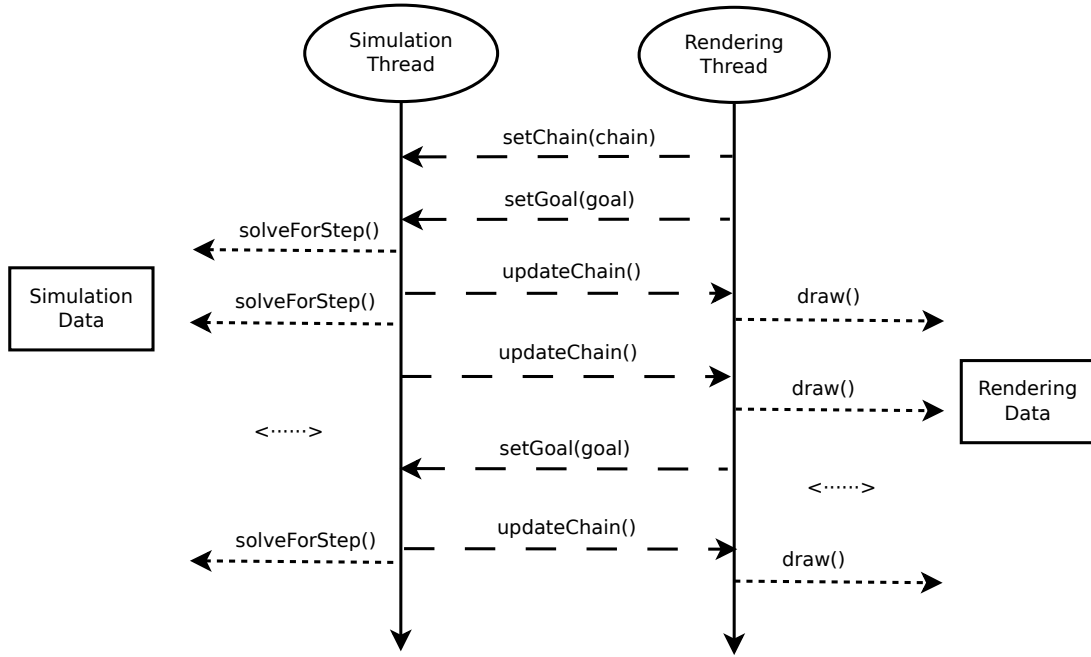 Simulation
Thread
Rendering
Thread
setChain(chain)
setGoal(goal)
solveForStep()
updateChain()
Simulation
Data
solveForStep()
draw()
updateChain()
draw()
Rendering
Data
<······>
setGoal(goal)
<······>
solveForStep()
updateChain()
draw()